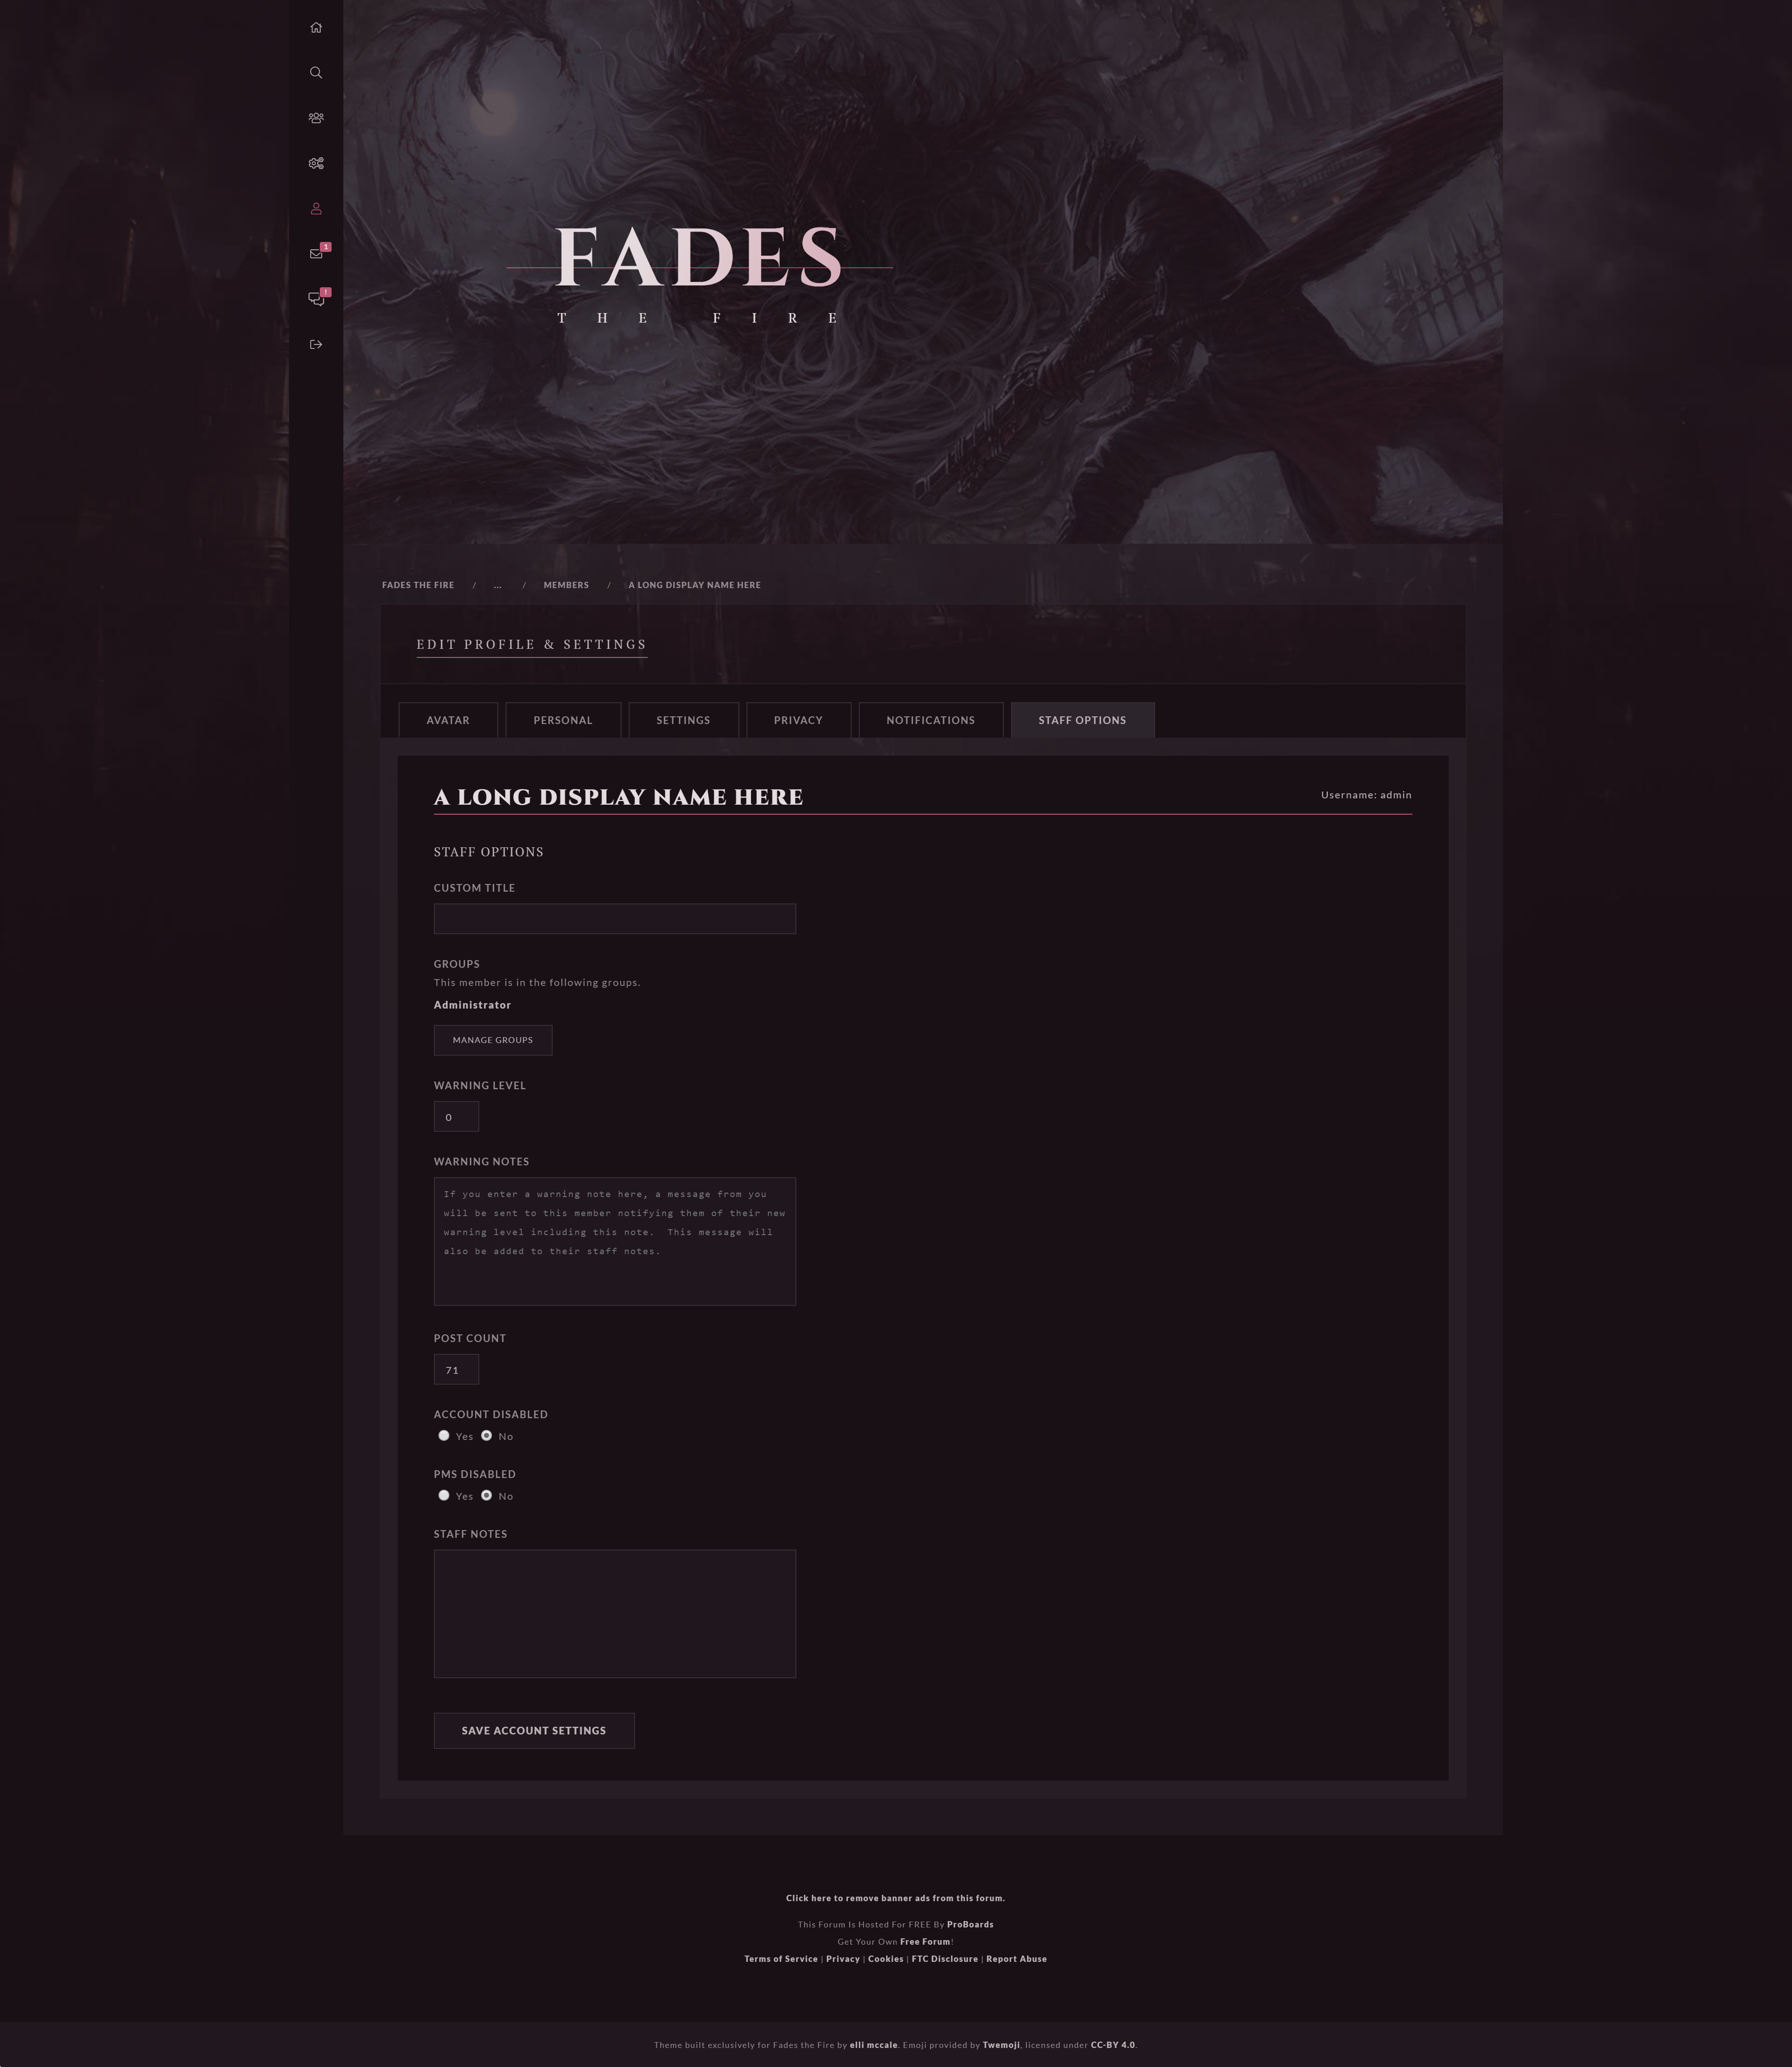 1
!
FADES
THE FIRE
FADES THE FIRE / ... / MEMBERS / A LONG DISPLAY NAME HERE
EDIT PROFILE & SETTINGS
AVATAR PERSONAL SETTINGS PRIVACY NOTIFICATIONS STAFF OPTIONS
A LONG DISPLAY NAME HERE Username: admin
STAFF OPTIONS
CUSTOM TITLE
GROUPS
This member is in the following groups.
Administrator
MANAGE GROUPS
WARNING LEVEL
0
WARNING NOTES
If you enter a warning note here, a message from you
will be sent to this member notifying them of their new
warning level including this note.  This message will
also be added to their staff notes.
POST COUNT
71
ACCOUNT DISABLED
Yes No
PMS DISABLED
Yes No
STAFF NOTES
SAVE ACCOUNT SETTINGS
Click here to remove banner ads from this forum.
This Forum Is Hosted For FREE By ProBoards
Get Your Own Free Forum!
Terms of Service | Privacy | Cookies | FTC Disclosure | Report Abuse
Theme built exclusively for Fades the Fire by elli mccale. Emoji provided by Twemoji, licensed under CC-BY 4.0.